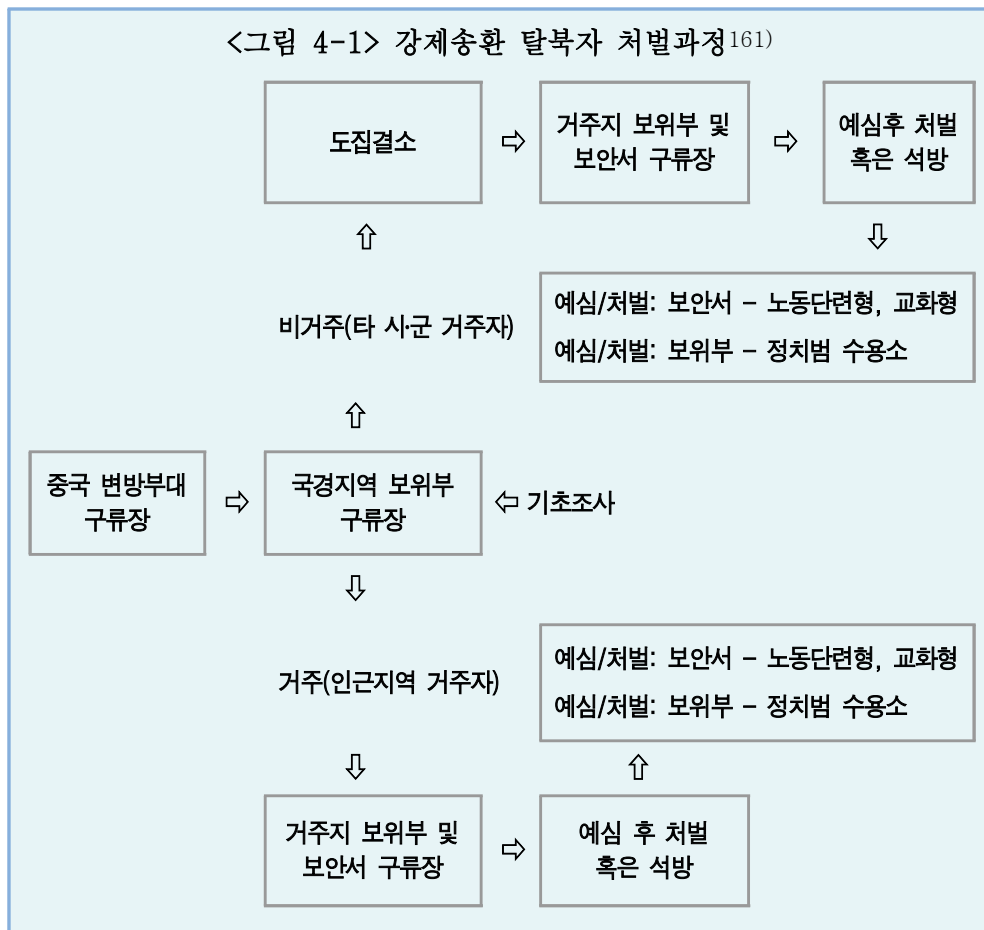 <그림 4-1> 강제송환 탈북자 처벌과정161)
도집결소
거주지 보위부 및
보안서 구류장
예심후 처벌
혹은 석방
비거주(타 시·군 거주자)
예심/처벌: 보안서 – 노동단련형, 교화형
예심/처벌: 보위부 – 정치범 수용소
중국 변방부대
구류장
국경지역 보위부
구류장
기초조사
거주(인근지역 거주자)
예심/처벌: 보안서 – 노동단련형, 교화형
예심/처벌: 보위부 – 정치범 수용소
거주지 보위부 및
보안서 구류장
예심 후 처벌
혹은 석방